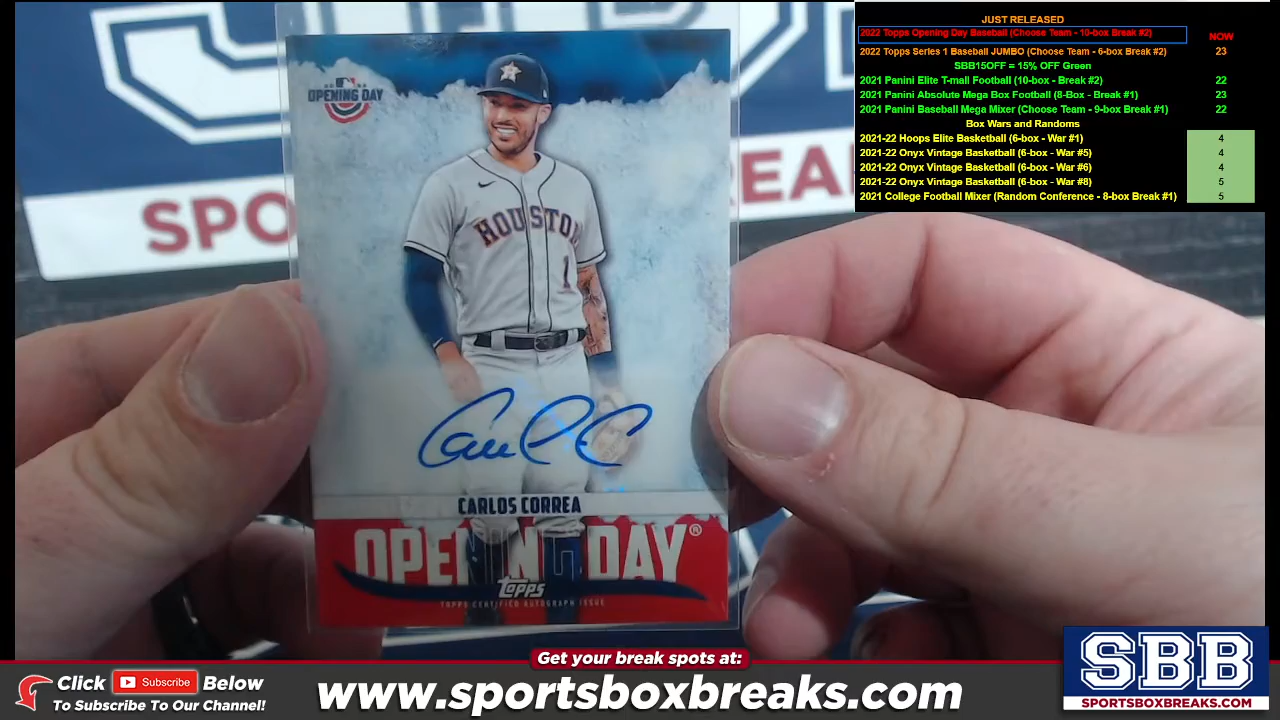 JUST RELEASED
2022 Topps Opening Day Baseball (Choose Team - 10-box Break #2) NOW
2022 Topps Series 1 Baseball JUMBO (Choose Team - 6-box Break #2) 23
SBB15OFF = 15% OFF Green
2021 Panini Elite T-mall Football (10-box - Break #2) 22
2021 Panini Absolute Mega Box Football (8-Box - Break #1) 23
2021 Panini Baseball Mega Mixer (Choose Team - 9-box Break #1) 22
Box Wars and Randoms
2021-22 Hoops Elite Basketball (6-box - War #1) 4
2021-22 Onyx Vintage Basketball (6-box - War #5) 4
2021-22 Onyx Vintage Basketball (6-box - War #6) 4
2021-22 Onyx Vintage Basketball (6-box - War #8) 5
2021 College Football Mixer (Random Conference - 8-box Break #1) 5
OPENING DAY
HOUSTON
1
SPO
EA
CARLOS CORREA
OPENING DAY®
Topps
TOPPS CERTIFIED AUTOGRAPH ISSUE
Get your break spots at:
Click Subscribe Below
To Subscribe To Our Channel!
www.sportsboxbreaks.com
SBB
SPORTSBOXBREAKS.COM